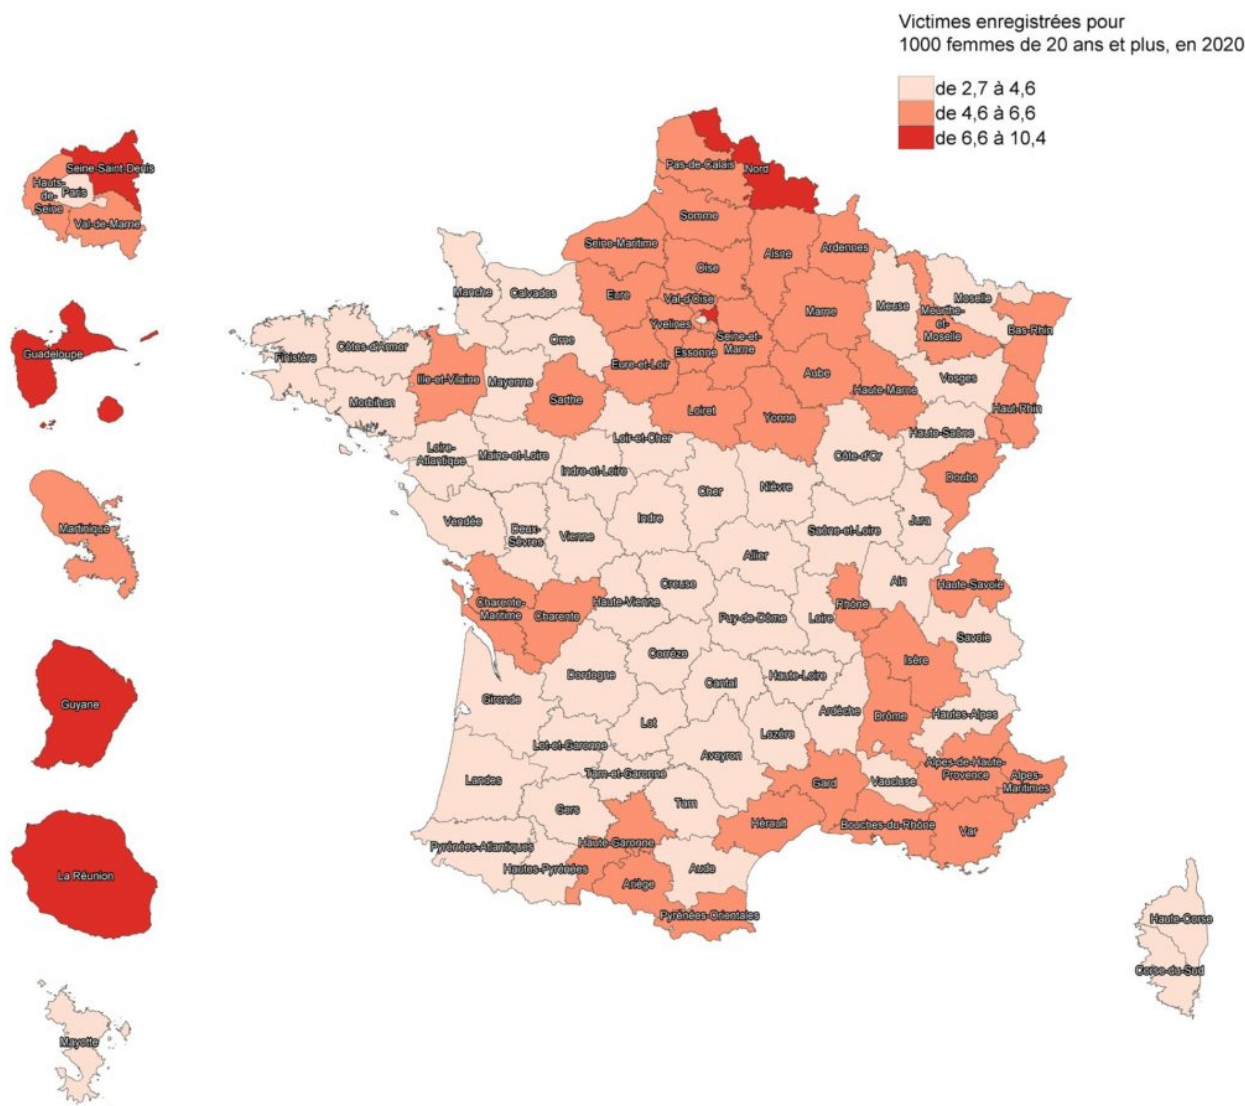 Victimes enregistrées pour
1000 femmes de 20 ans et plus, en 2020
de 2,7 à 4,6
de 4,6 à 6,6
de 6,6 à 10,4
Seine-Saint-Denis
Hauts-
de-
Seine
Paris
Val-de-Marne
Guadeloupe
Martinique
Guyane
La Réunion
Mayotte
Pas-de-Calais
Nord
Somme
Seine-Maritime
Aisne
Ardennes
Oise
Manche
Calvados
Eure
Val-d'Oise
Marne
Meuse
Moselle
Meurthe-
et-
Moselle
Bas-Rhin
Yvelines
Seine-et-
Marne
Orne
Essonne
Finistère
Côtes-d'Armor
Eure-et-Loir
Ille-et-Vilaine
Mayenne
Sarthe
Aube
Vosges
Haute-Marne
Morbihan
Loiret
Yonne
Haut-Rhin
Loir-et-Cher
Haute-Saône
Loire-
Atlantique
Maine-et-Loire
Indre-et-Loire
Côte-d'Or
Doubs
Cher
Nièvre
Vendée
Deux-
Sèvres
Vienne
Indre
Saône-et-Loire
Jura
Allier
Charente-
Maritime
Charente
Haute-Vienne
Creuse
Puy-de-Dôme
Loire
Rhône
Ain
Haute-Savoie
Savoie
Corrèze
Isère
Dordogne
Cantal
Haute-Loire
Gironde
Lot
Ardèche
Drôme
Hautes-Alpes
Lot-et-Garonne
Aveyron
Lozère
Landes
Tarn-et-Garonne
Gard
Vaucluse
Alpes-de-Haute-
Provence
Alpes-
Maritimes
Gers
Tarn
Hérault
Bouches-du-Rhône
Var
Pyrénées-Atlantiques
Haute-Garonne
Hautes-Pyrénées
Ariège
Aude
Pyrénées-Orientales
Haute-Corse
Corse-du-Sud